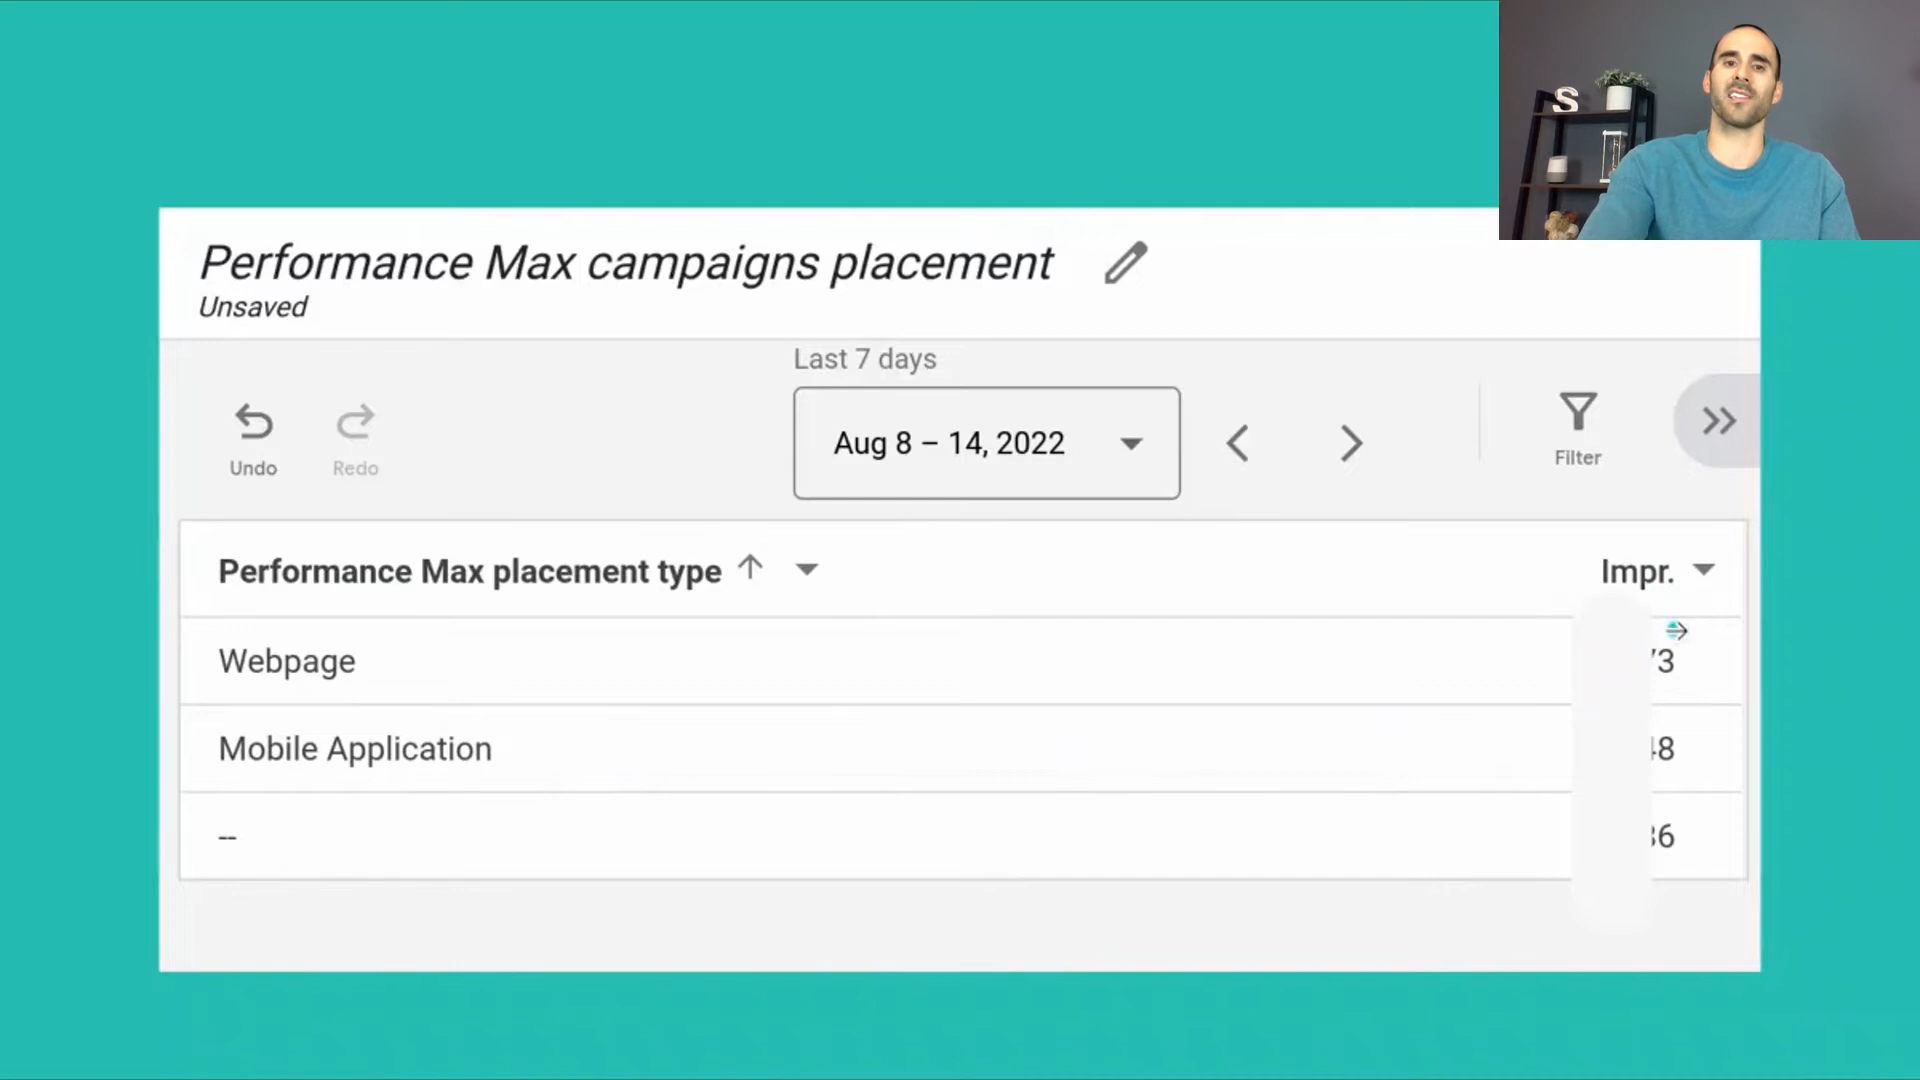 S
Performance Max campaigns placement
Unsaved
Last 7 days
Undo
Redo
Aug 8 – 14, 2022
Filter
Performance Max placement type
Impr.
Webpage
Mobile Application
--